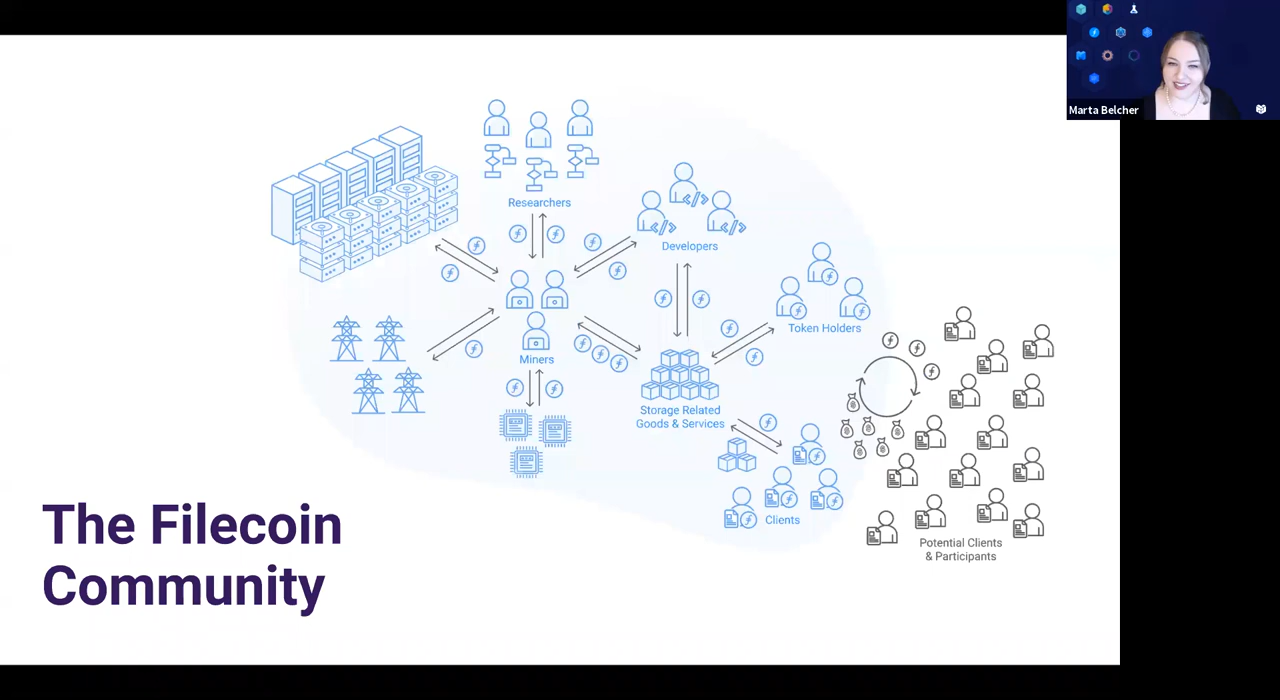 Marta Belcher
Researchers
Developers
Token Holders
Miners
Storage Related
Goods & Services
Clients
Potential Clients
& Participants
The Filecoin
Community